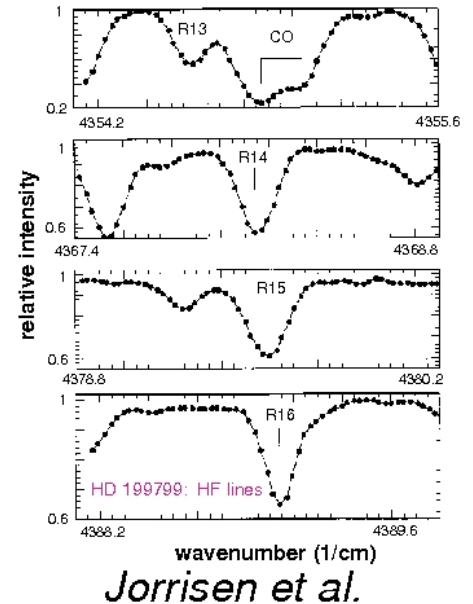 1
R13
CO
0.2
4354.2
4355.6
1
R14
0.6
4367.4
4368.8
1
R15
0.6
4378.8
4380.2
1
R16
HD 199799: HF lines
0.6
4388.2
4389.6
relative intensity
wavenumber (1/cm)
Jorrisen et al.